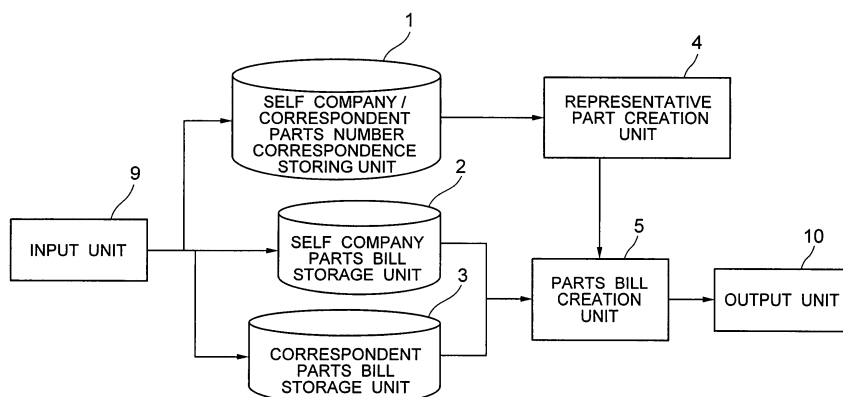 1
SELF COMPANY /
CORRESPONDENT
PARTS NUMBER
CORRESPONDENCE
STORING UNIT
4
REPRESENTATIVE
PART CREATION
UNIT
9
INPUT UNIT
2
SELF COMPANY
PARTS BILL
STORAGE UNIT
3
CORRESPONDENT
PARTS BILL
STORAGE UNIT
5
PARTS BILL
CREATION
UNIT
10
OUTPUT UNIT